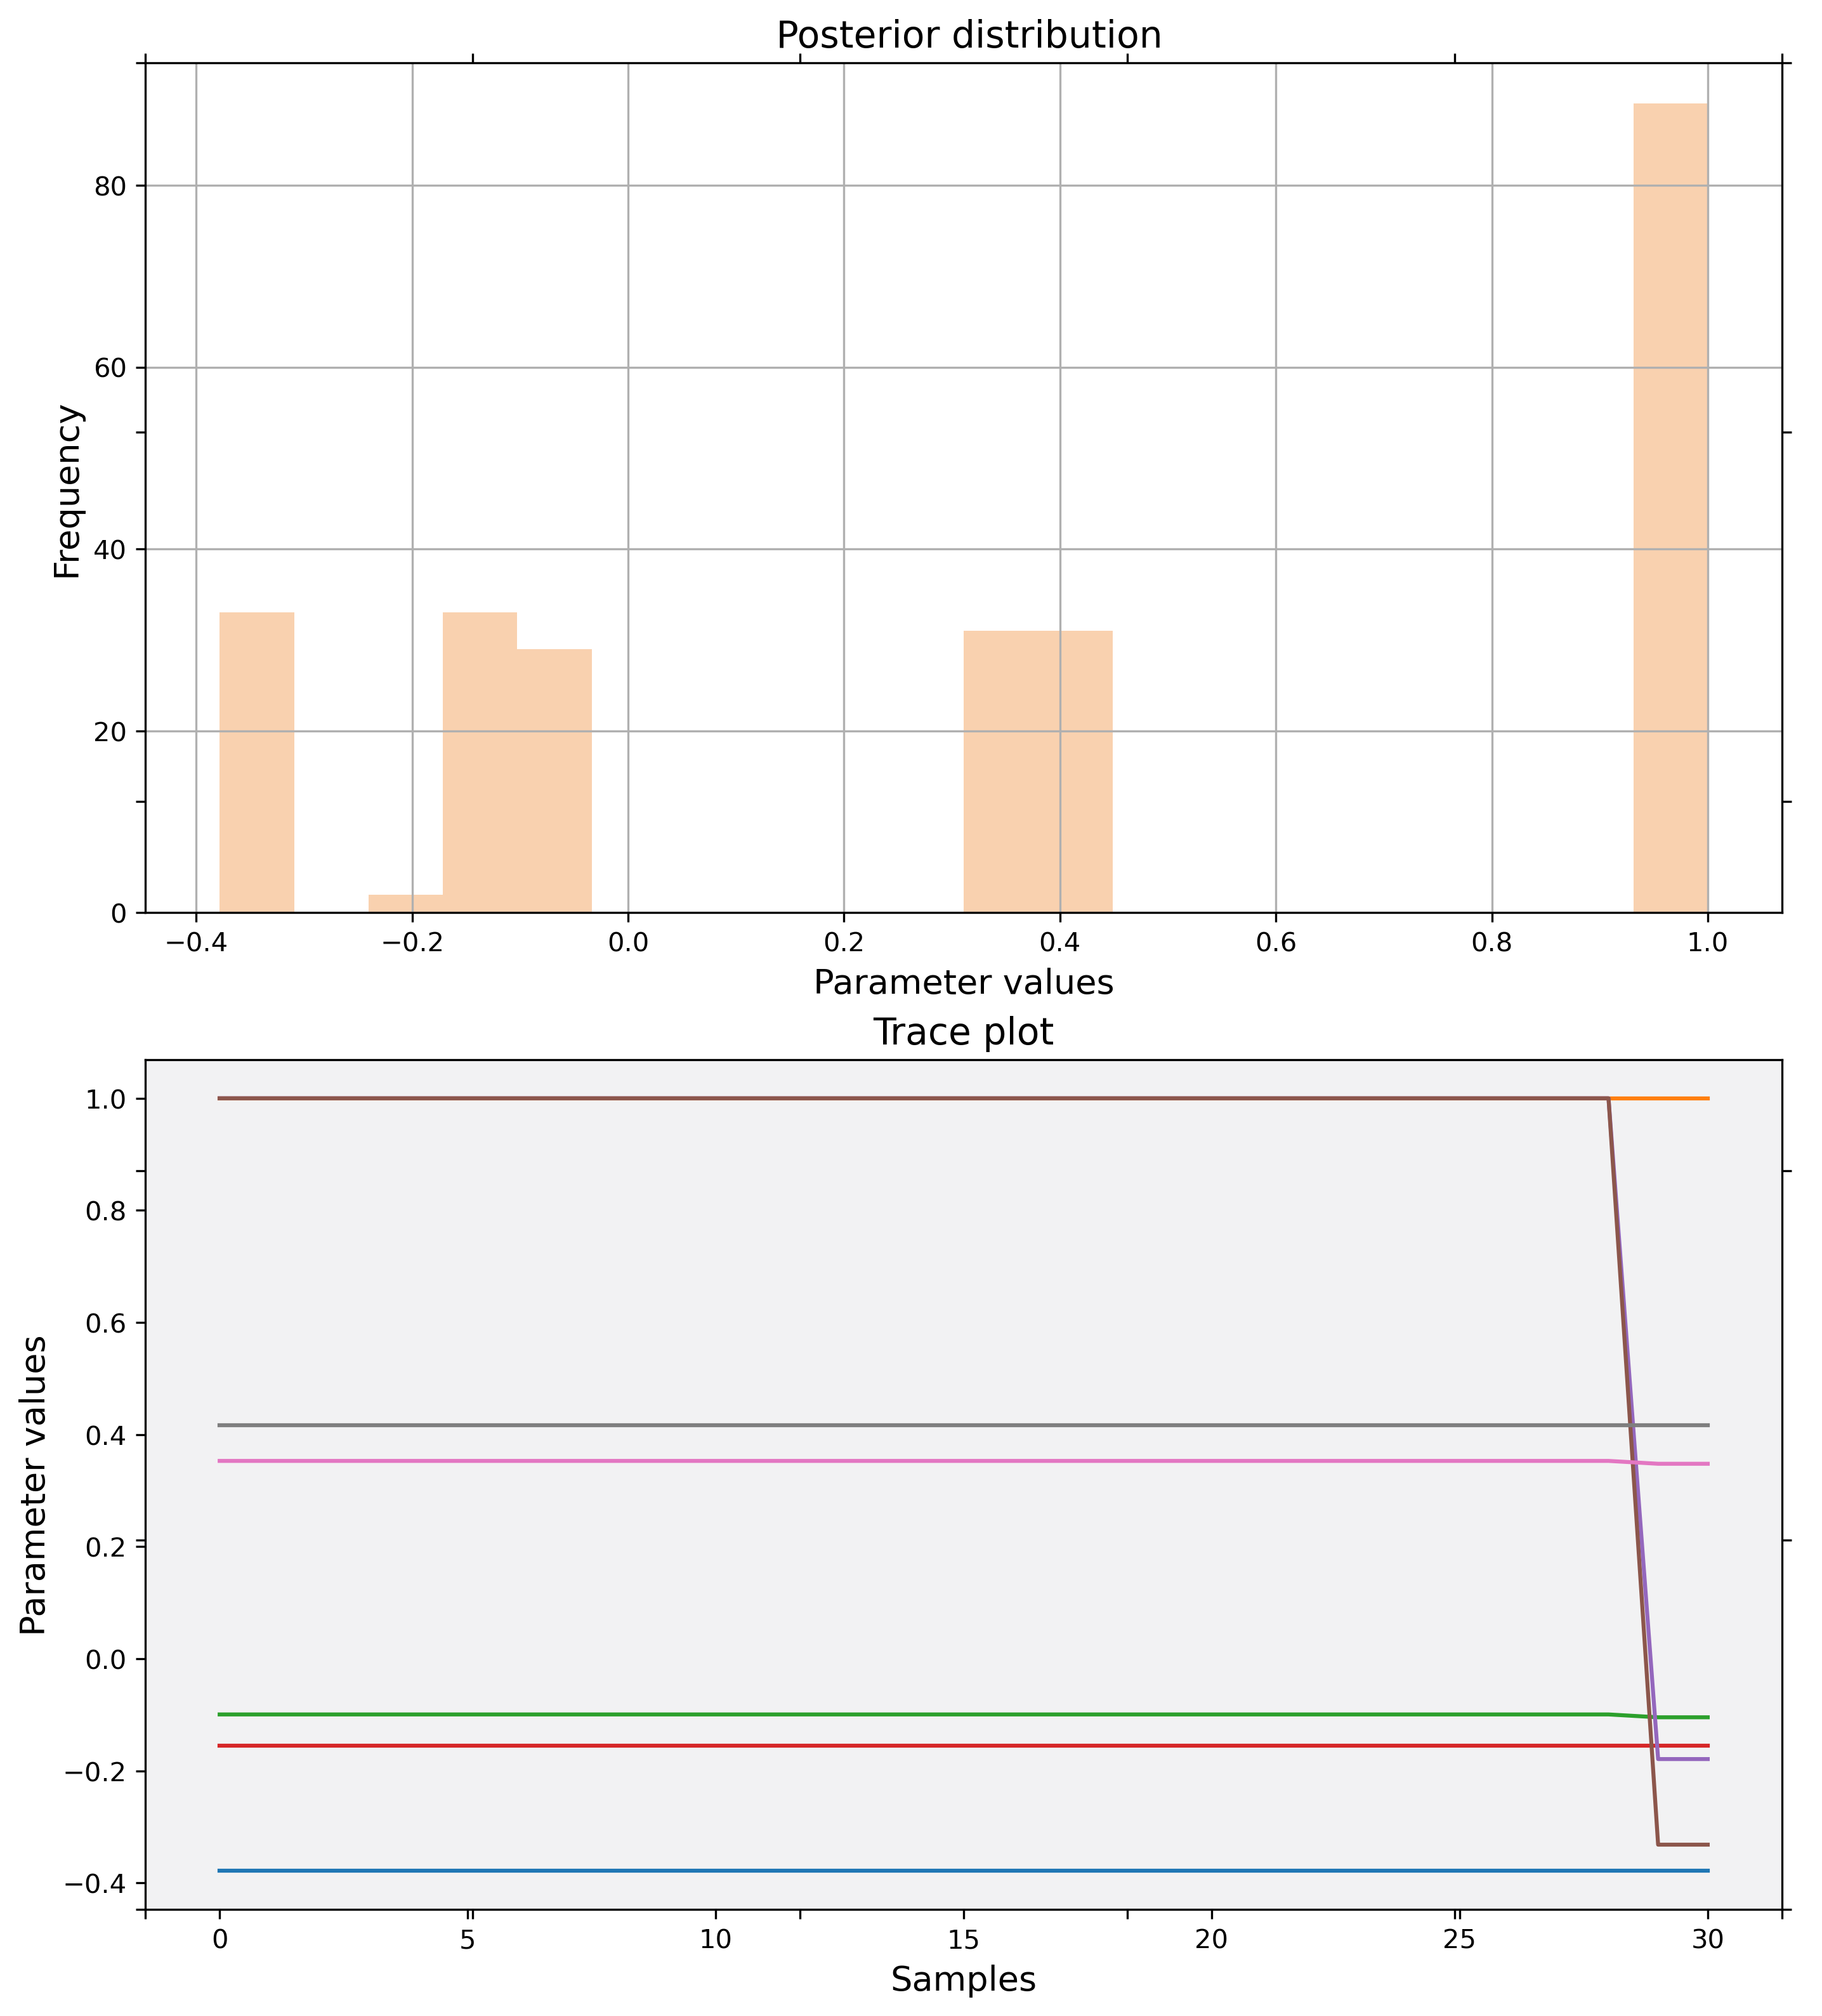 Posterior distribution
80
60
40
20
0
Frequency
−0.4 −0.2 0.0 0.2 0.4 0.6 0.8 1.0
Parameter values
Trace plot
1.0
0.8
0.6
0.4
0.2
0.0
−0.2
−0.4
Parameter values
0 5 10 15 20 25 30
Samples